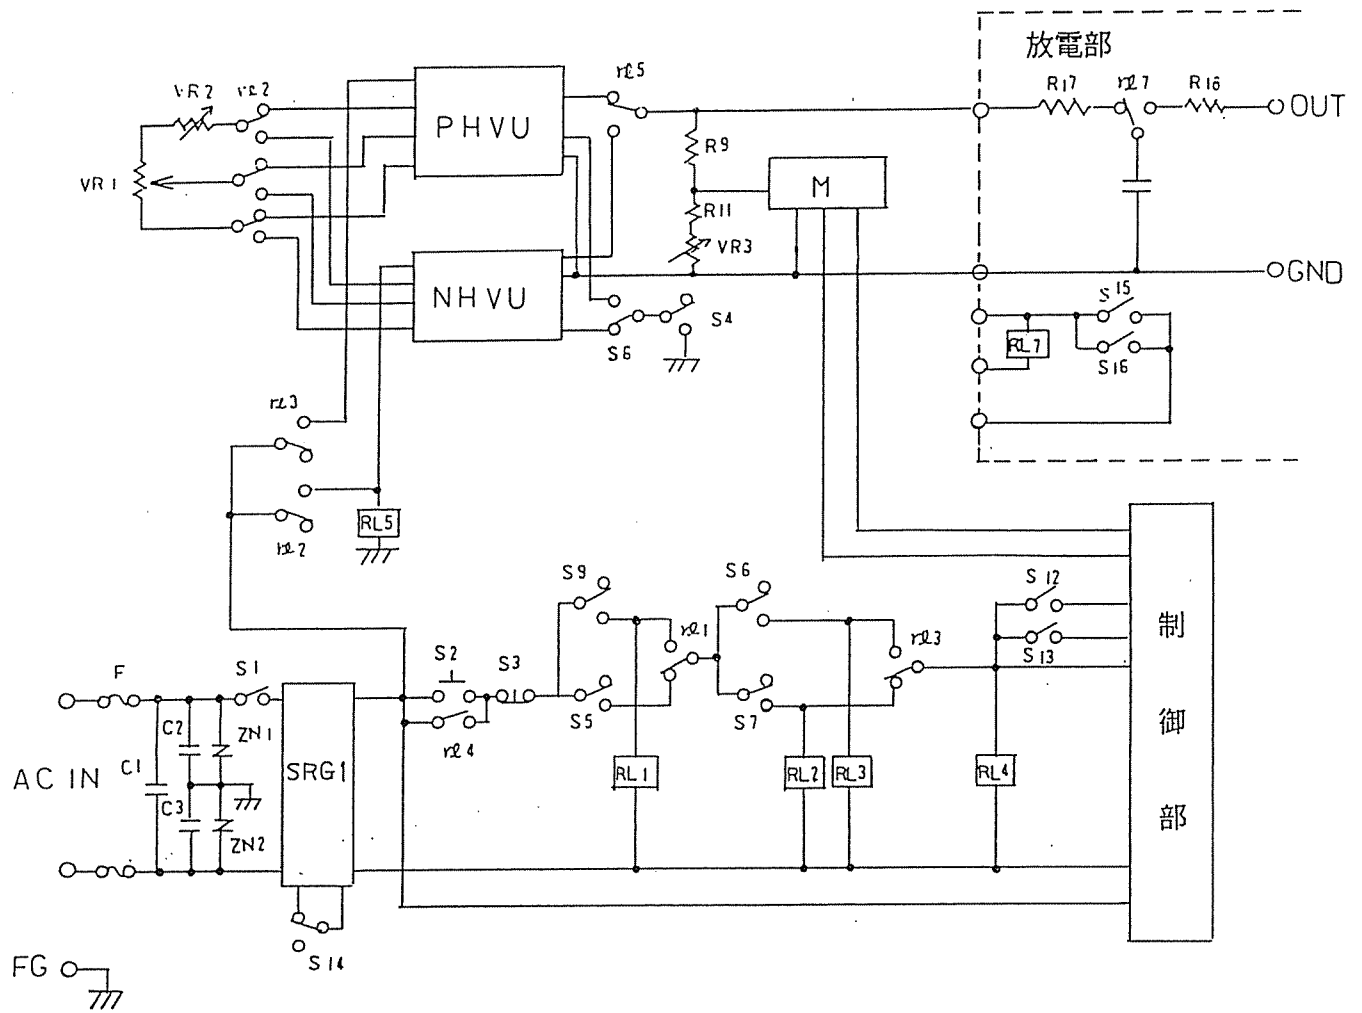 放電部
rl5
R17
rl7
R16
OUT
VR2
rl2
PHVU
R9
M
VR1
R11
VR3
GND
NHVU
S15
S4
S6
RL7
S16
rl3
RL5
rl2
S12
S9
S6
制御部
rl1
rl3
S13
F
S1
S2
S3
S5
S7
C2
ZN1
rl4
AC IN
C1
SRG1
RL1
RL2
RL3
RL4
C3
ZN2
S14
FG